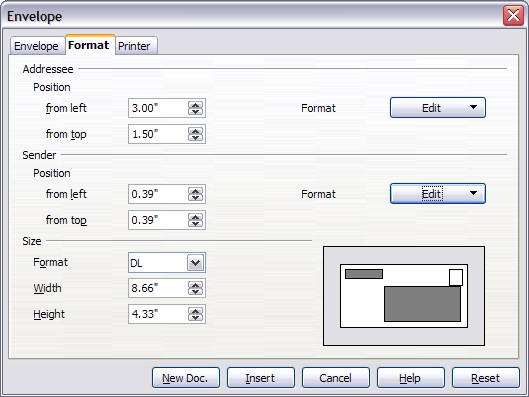 Envelope
Envelope Format Printer
Addressee
Position
from left 3.00" Format Edit
from top 1.50"
Sender
Position
from left 0.39" Format Edit
from top 0.39"
Size
Format DL
Width 8.66"
Height 4.33"
New Doc. Insert Cancel Help Reset